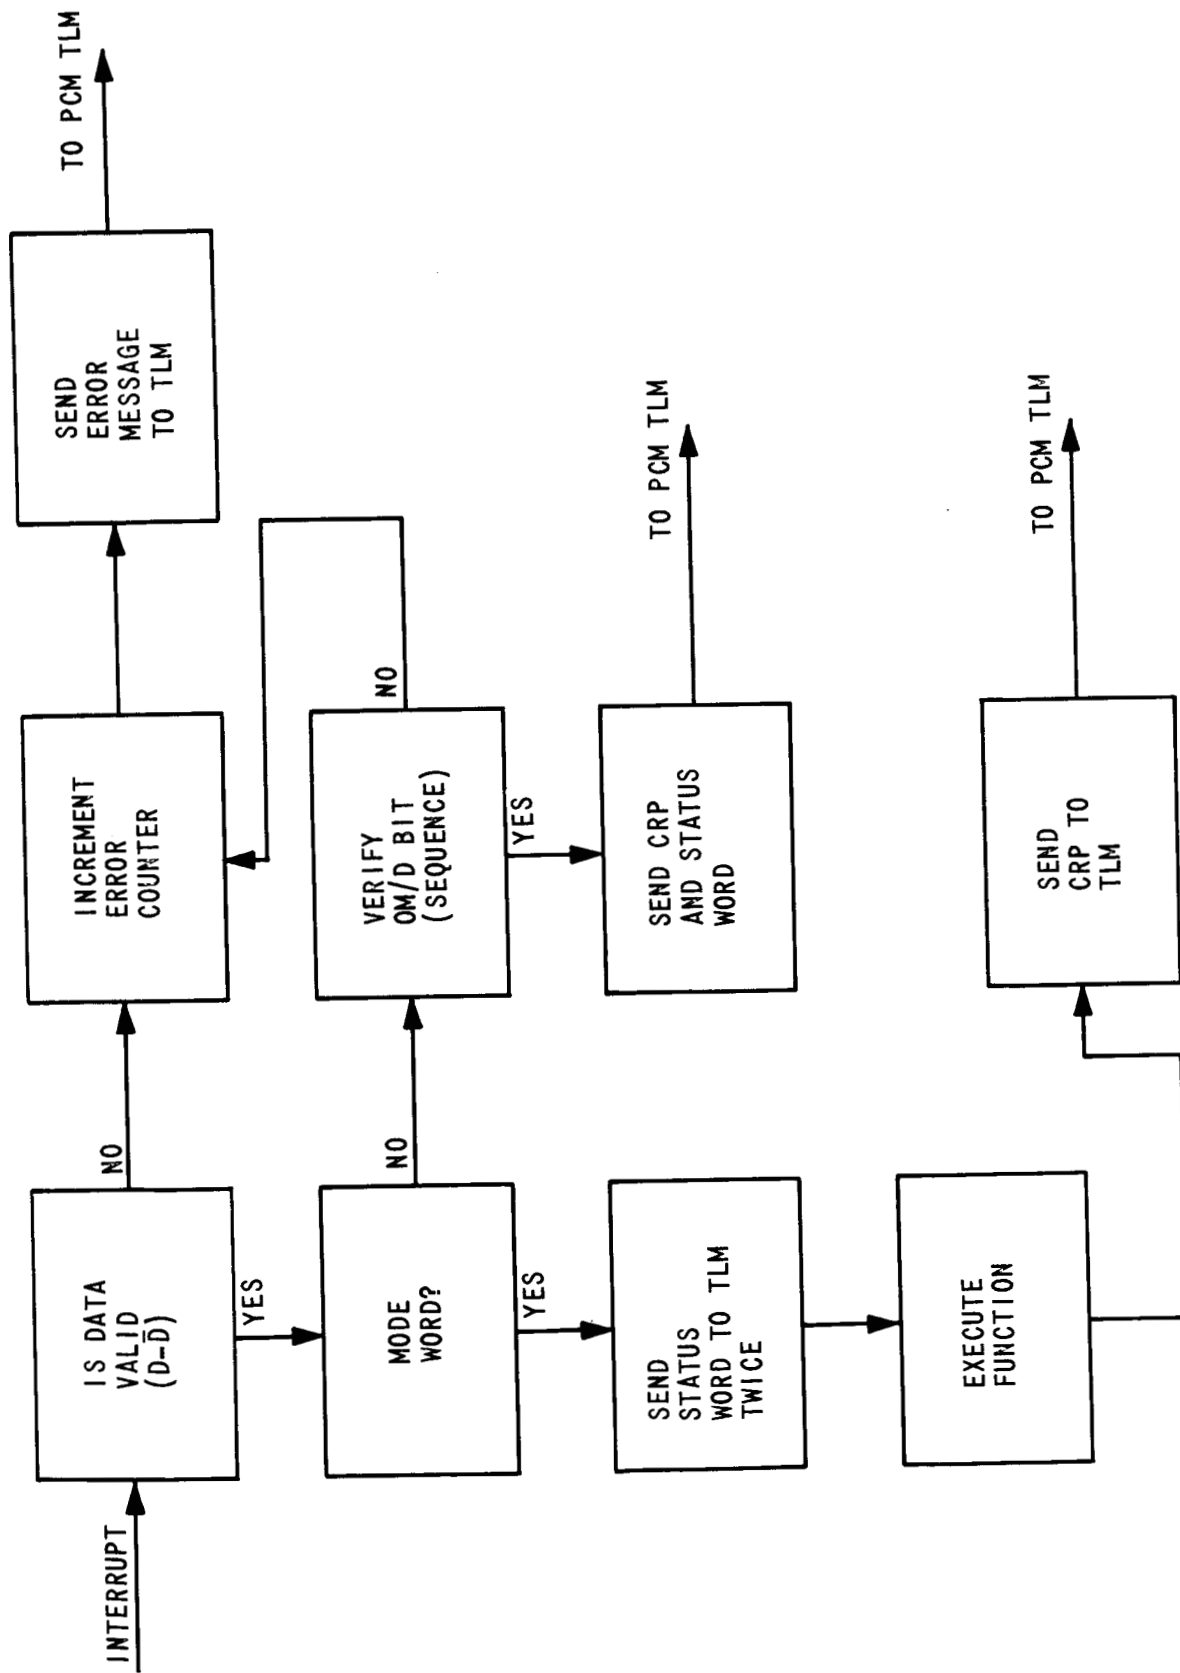 INTERRUPT
IS DATA
VALID
(D–D̅)
NO
INCREMENT
ERROR
COUNTER
SEND
ERROR
MESSAGE
TO TLM
TO PCM TLM
YES
MODE
WORD?
NO
VERIFY
OM/D BIT
(SEQUENCE)
NO
YES
SEND
STATUS
WORD TO TLM
TWICE
YES
SEND CRP
AND STATUS
WORD
TO PCM TLM
EXECUTE
FUNCTION
SEND
CRP TO
TLM
TO PCM TLM